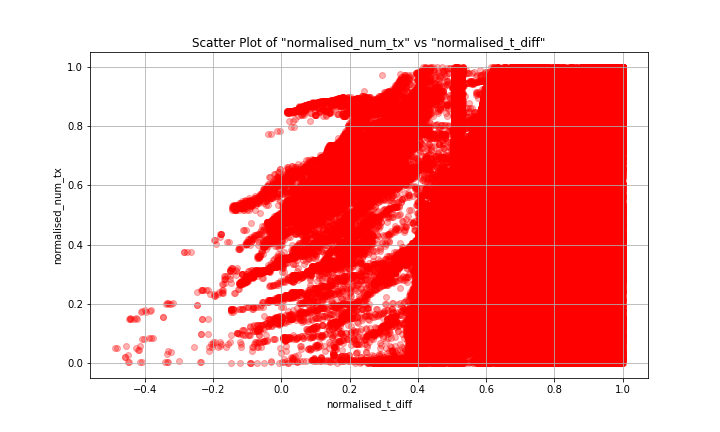 Scatter Plot of "normalised_num_tx" vs "normalised_t_diff"
1.0
0.8
0.6
0.4
0.2
0.0
normalised_num_tx
−0.4 −0.2 0.0 0.2 0.4 0.6 0.8 1.0
normalised_t_diff